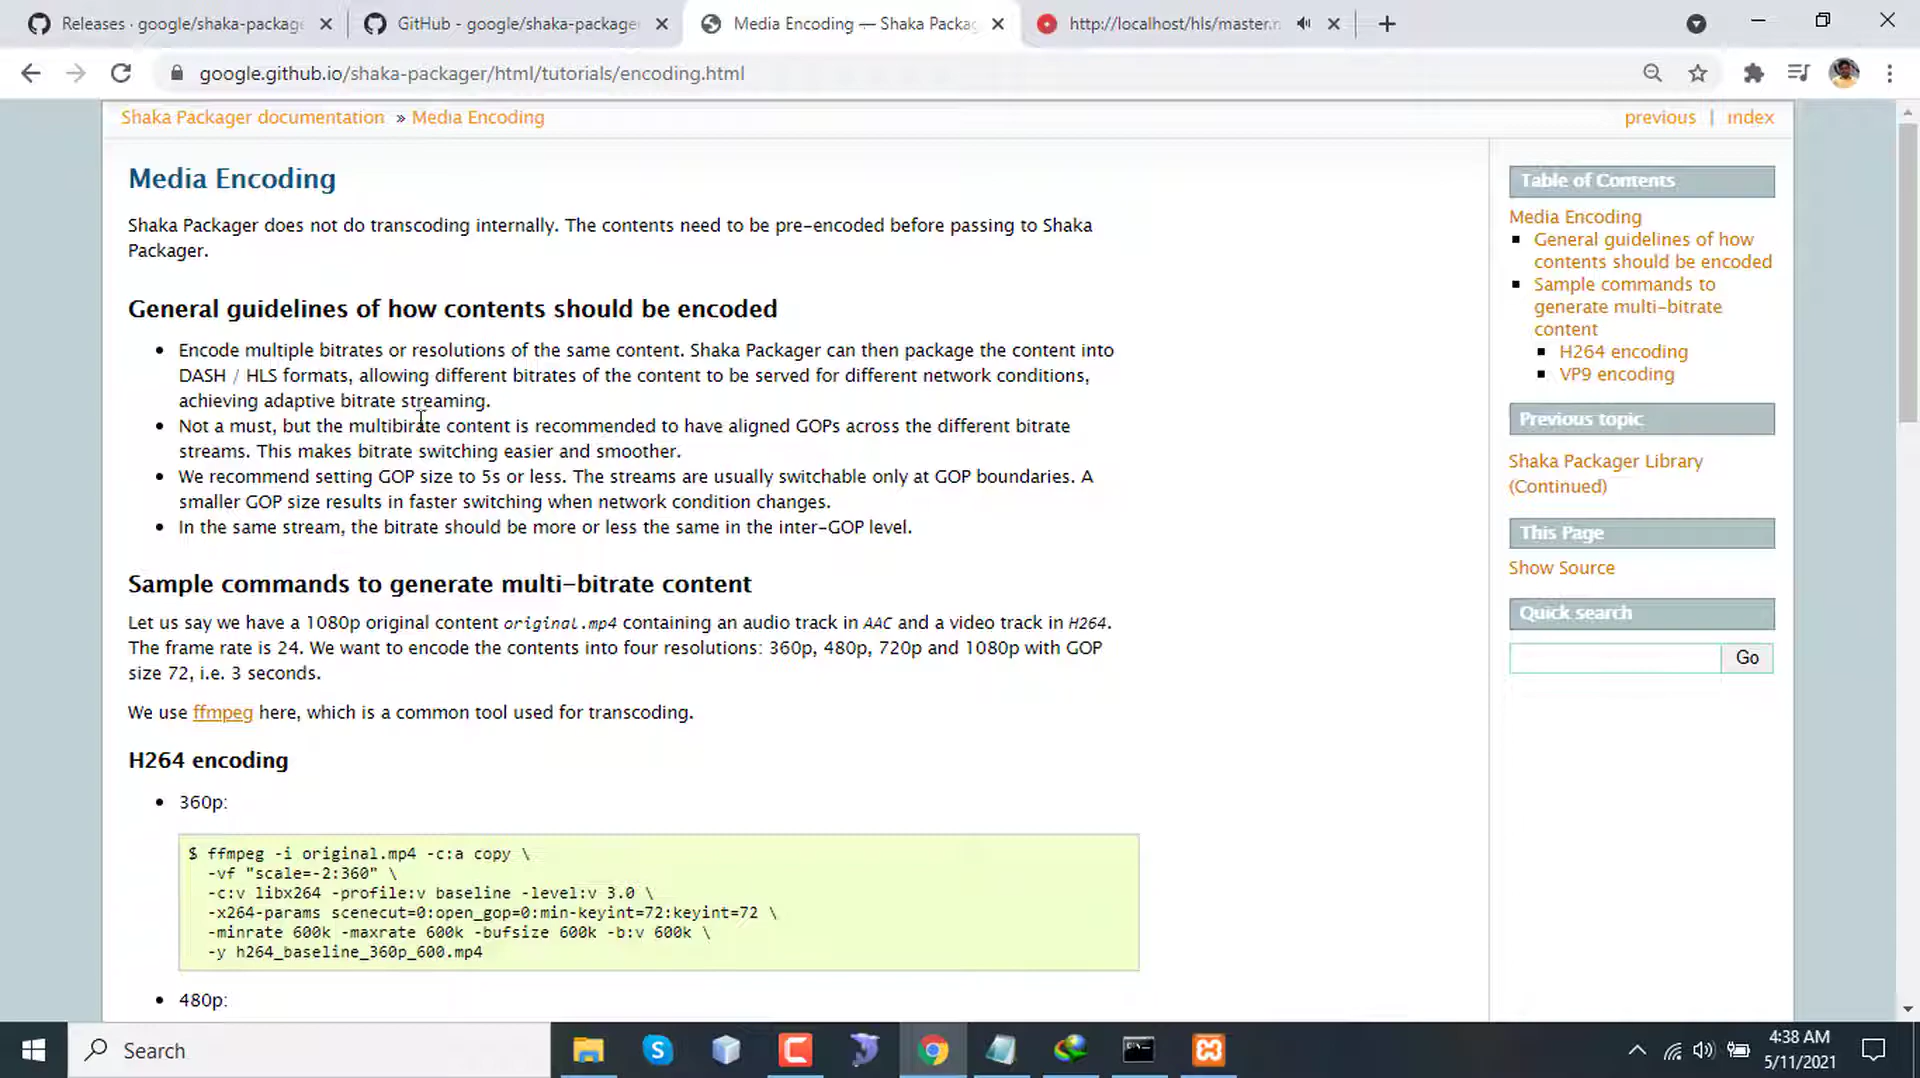 Releases · google/shaka-package
GitHub - google/shaka-package
Media Encoding — Shaka Packag
http://localhost/hls/master.m
google.github.io/shaka-packager/html/tutorials/encoding.html
Shaka Packager documentation » Media Encoding
previous | index
Media Encoding
Shaka Packager does not do transcoding internally. The contents need to be pre-encoded before passing to Shaka
Packager.
General guidelines of how contents should be encoded
Encode multiple bitrates or resolutions of the same content. Shaka Packager can then package the content into
DASH / HLS formats, allowing different bitrates of the content to be served for different network conditions,
achieving adaptive bitrate streaming.
Not a must, but the multibirate content is recommended to have aligned GOPs across the different bitrate
streams. This makes bitrate switching easier and smoother.
We recommend setting GOP size to 5s or less. The streams are usually switchable only at GOP boundaries. A
smaller GOP size results in faster switching when network condition changes.
In the same stream, the bitrate should be more or less the same in the inter-GOP level.
Sample commands to generate multi-bitrate content
Let us say we have a 1080p original content original.mp4 containing an audio track in AAC and a video track in H264.
The frame rate is 24. We want to encode the contents into four resolutions: 360p, 480p, 720p and 1080p with GOP
size 72, i.e. 3 seconds.
We use ffmpeg here, which is a common tool used for transcoding.
H264 encoding
360p:
$ ffmpeg -i original.mp4 -c:a copy \
-vf "scale=-2:360" \
-c:v libx264 -profile:v baseline -level:v 3.0 \
-x264-params scenecut=0:open_gop=0:min-keyint=72:keyint=72 \
-minrate 600k -maxrate 600k -bufsize 600k -b:v 600k \
-y h264_baseline_360p_600.mp4
480p:
Table of Contents
Media Encoding
General guidelines of how
contents should be encoded
Sample commands to
generate multi-bitrate
content
H264 encoding
VP9 encoding
Previous topic
Shaka Packager Library
(Continued)
This Page
Show Source
Quick search
Go
Search
4:38 AM
5/11/2021